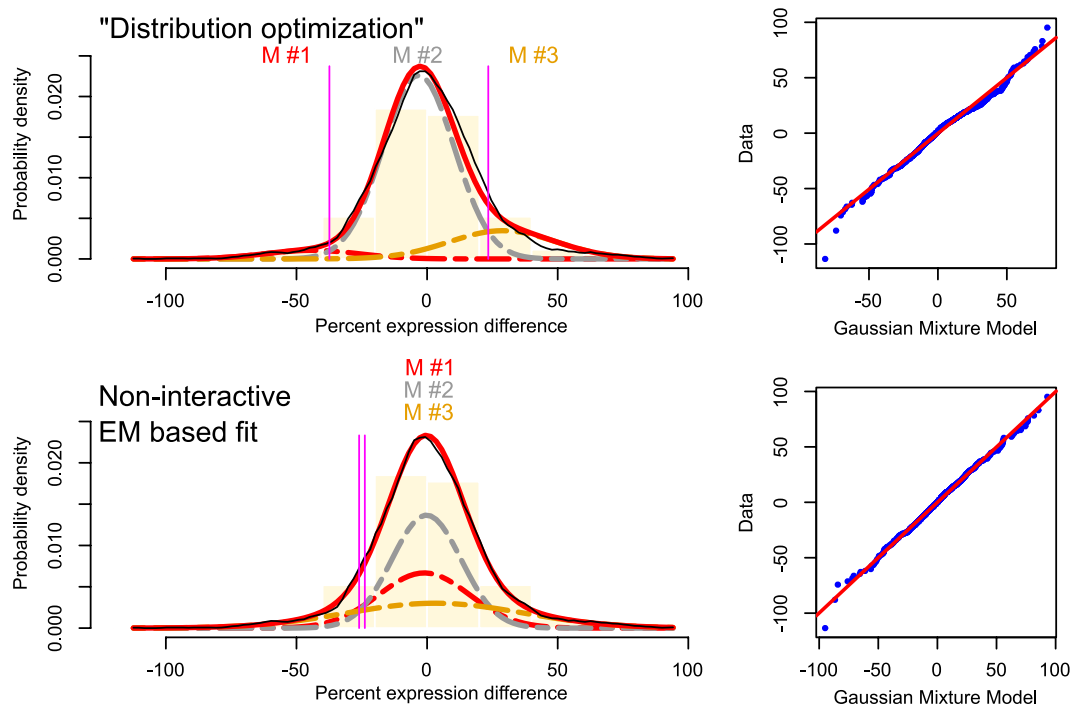 "Distribution optimization"
M #1 M #2 M #3
Probability density
0.000 0.010 0.020
-100 -50 0 50 100
Percent expression difference
Data
-100 -50 0 50 100
-50 0 50
Gaussian Mixture Model
M #1
M #2
M #3
Non-interactive
EM based fit
Probability density
0.000 0.010 0.020
-100 -50 0 50 100
Percent expression difference
Data
-100 -50 0 50 100
-100 -50 0 50 100
Gaussian Mixture Model